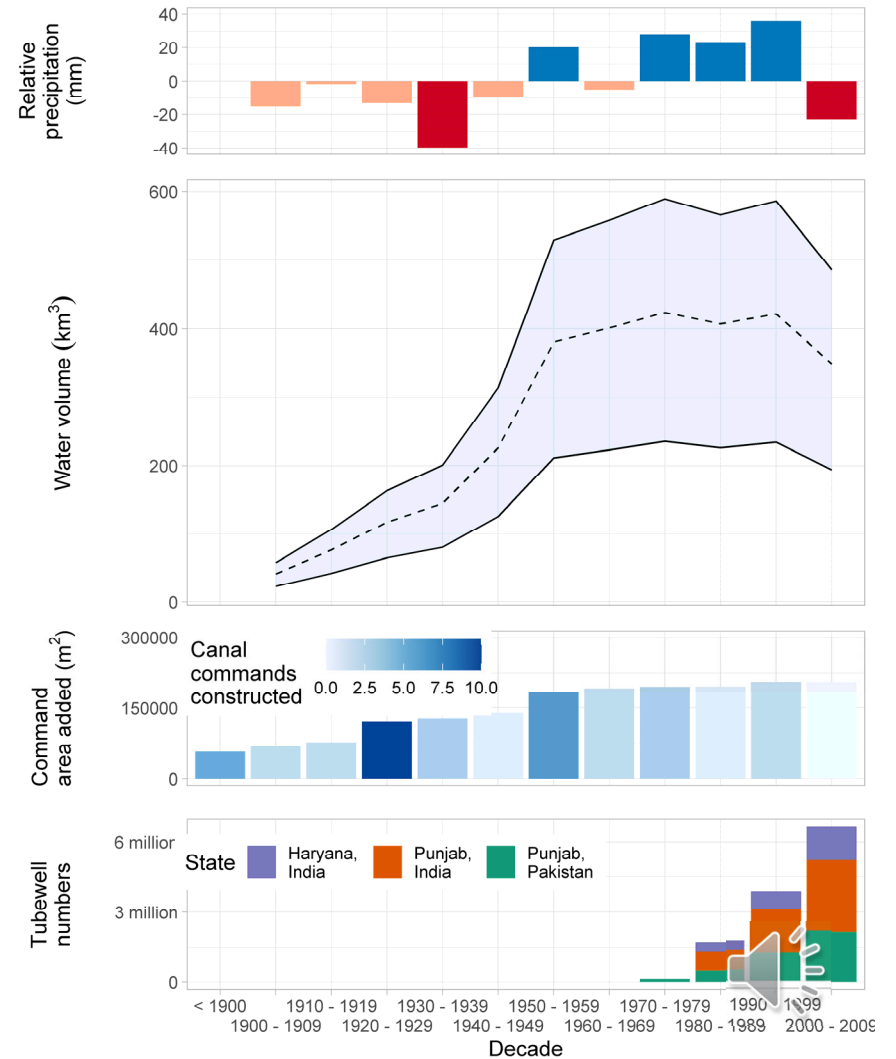 Relative
precipitation
(mm)
40
20
0
-20
-40
Water volume (km³)
600
400
200
0
Command
area added (m²)
300000
150000
0
Canal
commands
constructed
0.0 2.5 5.0 7.5 10.0
Tubewell
numbers
6 million
3 million
0
State
Haryana,
India
Punjab,
India
Punjab,
Pakistan
< 1900 1910 - 1919 1930 - 1939 1950 - 1959 1970 - 1979 1990 - 1999
1900 - 1909 1920 - 1929 1940 - 1949 1960 - 1969 1980 - 1989 2000 - 2009
Decade